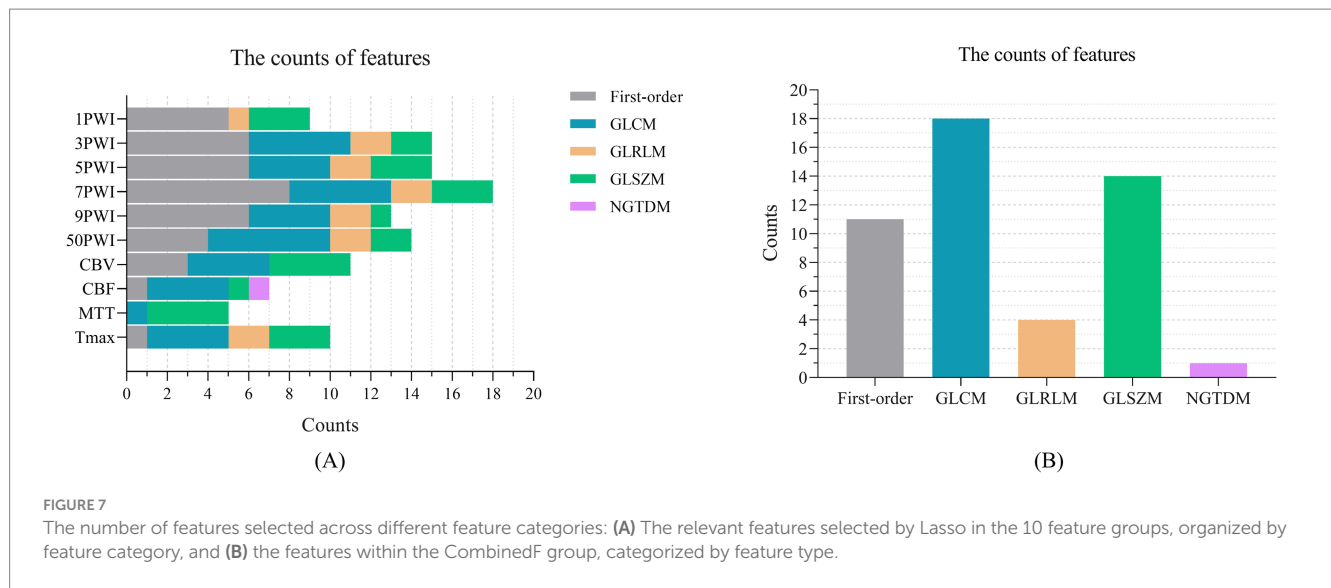 The counts of features
1PWI
3PWI
5PWI
7PWI
9PWI
50PWI
CBV
CBF
MTT
Tmax
0 2 4 6 8 10 12 14 16 18 20
Counts
First-order
GLCM
GLRLM
GLSZM
NGTDM
(A)
The counts of features
Counts
20
18
16
14
12
10
8
6
4
2
0
First-order GLCM GLRLM GLSZM NGTDM
(B)
FIGURE 7
The number of features selected across different feature categories: (A) The relevant features selected by Lasso in the 10 feature groups, organized by
feature category, and (B) the features within the CombinedF group, categorized by feature type.